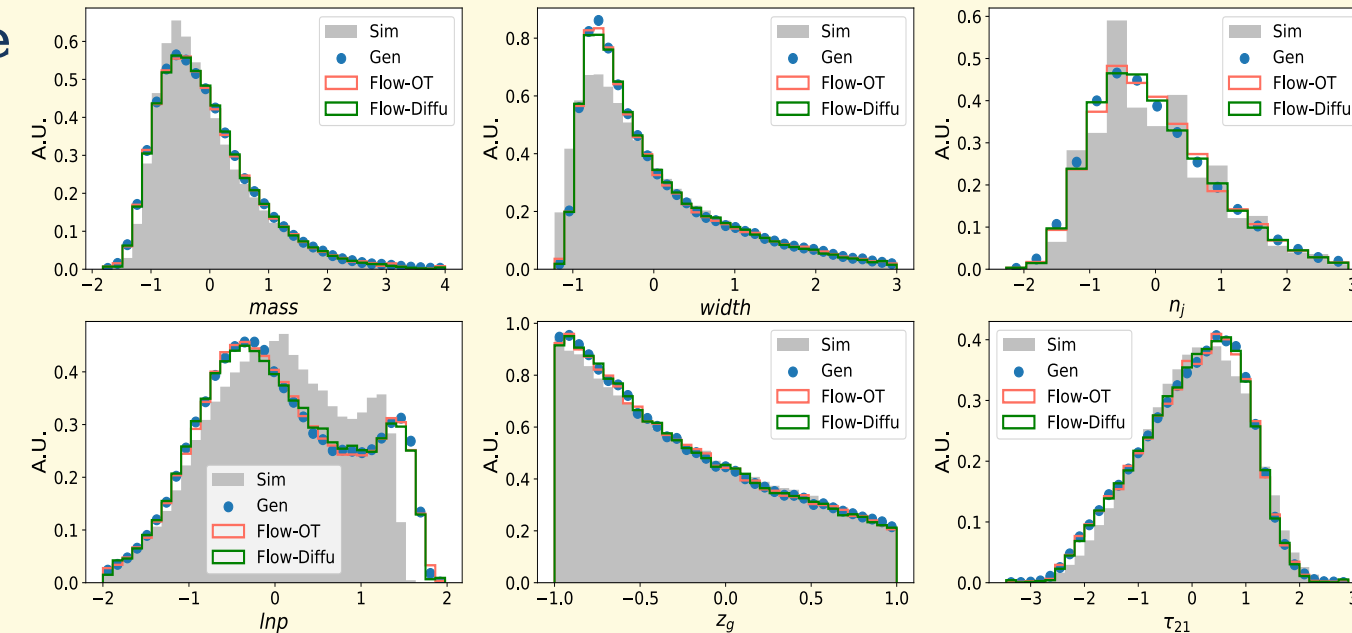 e
0.6
0.5
0.4
0.3
0.2
0.1
0.0
A.U.
Sim
Gen
Flow-OT
Flow-Diffu
−2 −1 0 1 2 3 4
mass
0.8
0.6
0.4
0.2
0.0
A.U.
Sim
Gen
Flow-OT
Flow-Diffu
−1 0 1 2 3
width
0.6
0.5
0.4
0.3
0.2
0.1
0.0
A.U.
Sim
Gen
Flow-OT
Flow-Diffu
−2 −1 0 1 2 3
n_j
0.4
0.3
0.2
0.1
0.0
A.U.
Sim
Gen
Flow-OT
Flow-Diffu
−2 −1 0 1 2
lnp
1.0
0.8
0.6
0.4
0.2
0.0
A.U.
Sim
Gen
Flow-OT
Flow-Diffu
−1.0 −0.5 0.0 0.5 1.0
z_g
0.4
0.3
0.2
0.1
0.0
A.U.
Sim
Gen
Flow-OT
Flow-Diffu
−3 −2 −1 0 1 2 3
τ_21